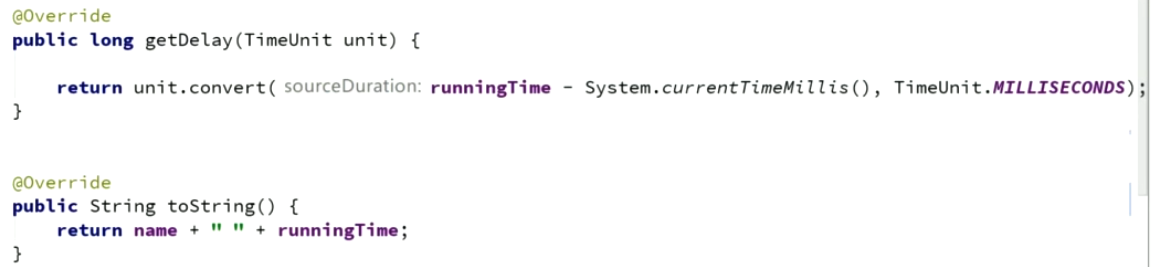 @Override
public long getDelay(TimeUnit unit) {
    return unit.convert( sourceDuration: runningTime - System.currentTimeMillis(), TimeUnit.MILLISECONDS);
}
@Override
public String toString() {
    return name + " " + runningTime;
}